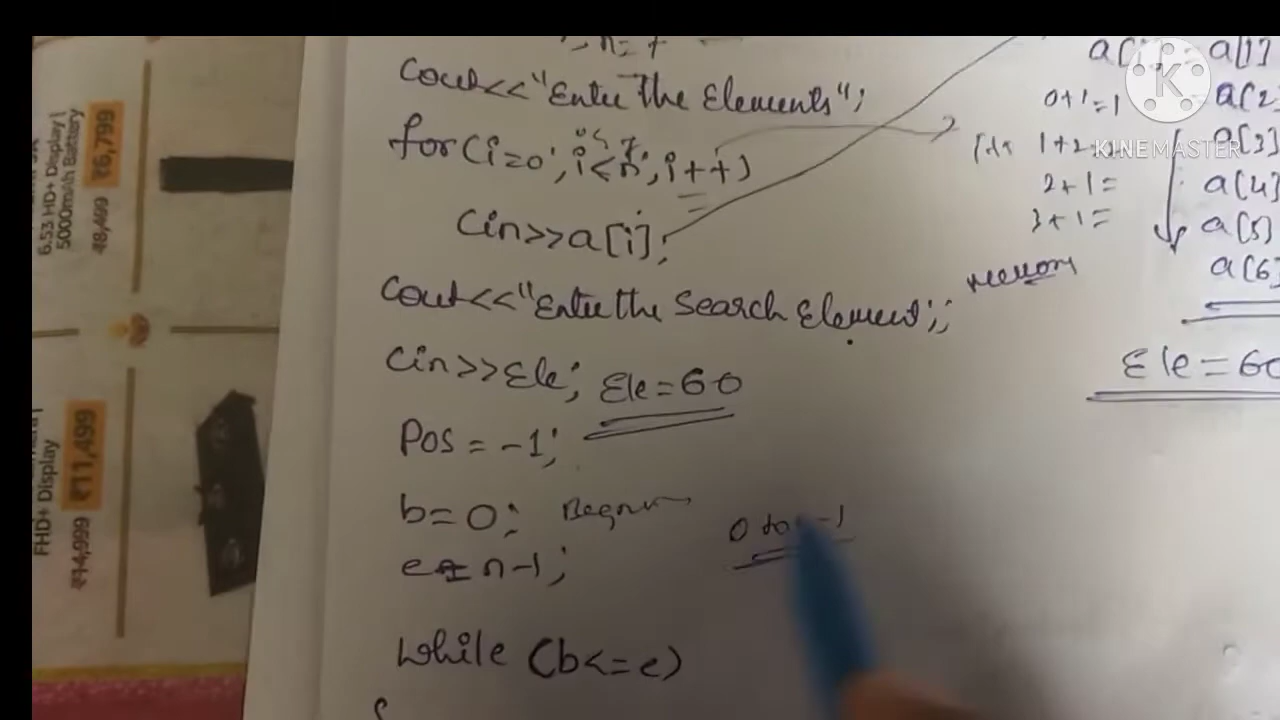 cout<<"Enter The Elements";
for(i=0;i<n;i++)
cin>>a[i];
cout<<"Enter the Search Element;;
cin>>Ele; Ele=60
Pos=-1;
b=0;
e=n-1;
while (b<=e)
{
0 to n-1
a[1]
a[2]
a[3]
a[4]
a[5]
a[6]
0+1=1
2+1=
3+1=
memory
Ele=60
KINEMASTER
K
6.53 HD+ Display |
5000mAh Battery
₹8,499 ₹6,799
FHD+ Display
₹14,999 ₹11,499